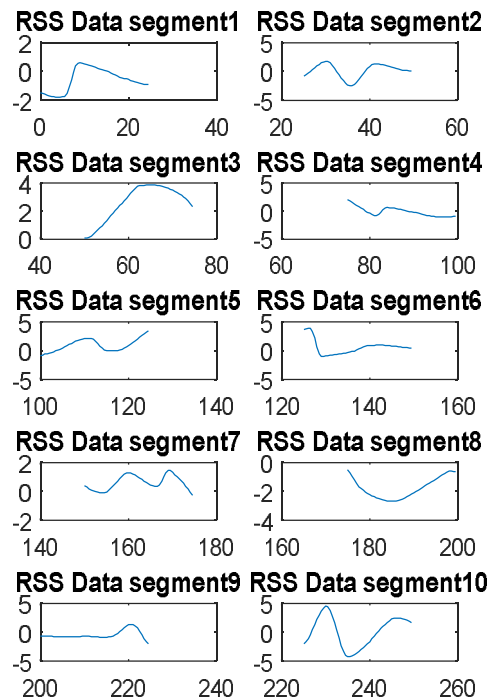 RSS Data segment1
2
0
-2
0 20 40
RSS Data segment2
5
0
-5
20 40 60
RSS Data segment3
4
2
0
40 60 80
RSS Data segment4
5
0
-5
60 80 100
RSS Data segment5
5
0
-5
100 120 140
RSS Data segment6
5
0
-5
120 140 160
RSS Data segment7
2
0
-2
140 160 180
RSS Data segment8
0
-2
-4
160 180 200
RSS Data segment9
5
0
-5
200 220 240
RSS Data segment10
5
0
-5
220 240 260